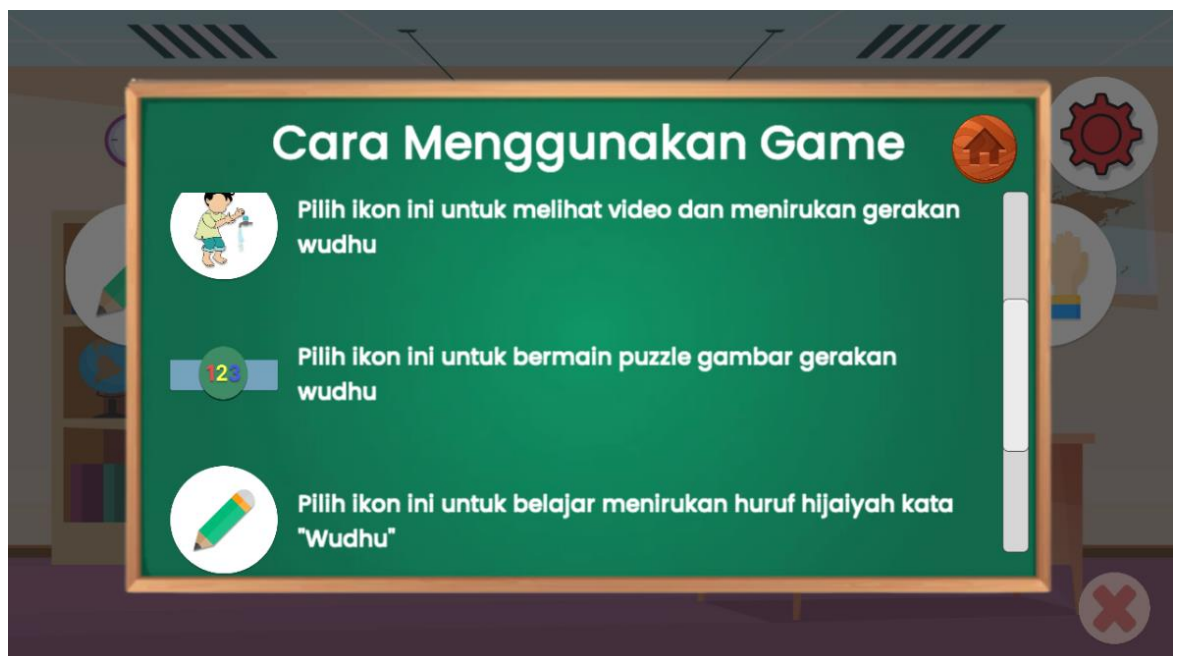 Cara Menggunakan Game
Pilih ikon ini untuk melihat video dan menirukan gerakan
wudhu
123
Pilih ikon ini untuk bermain puzzle gambar gerakan
wudhu
Pilih ikon ini untuk belajar menirukan huruf hijaiyah kata
"Wudhu"